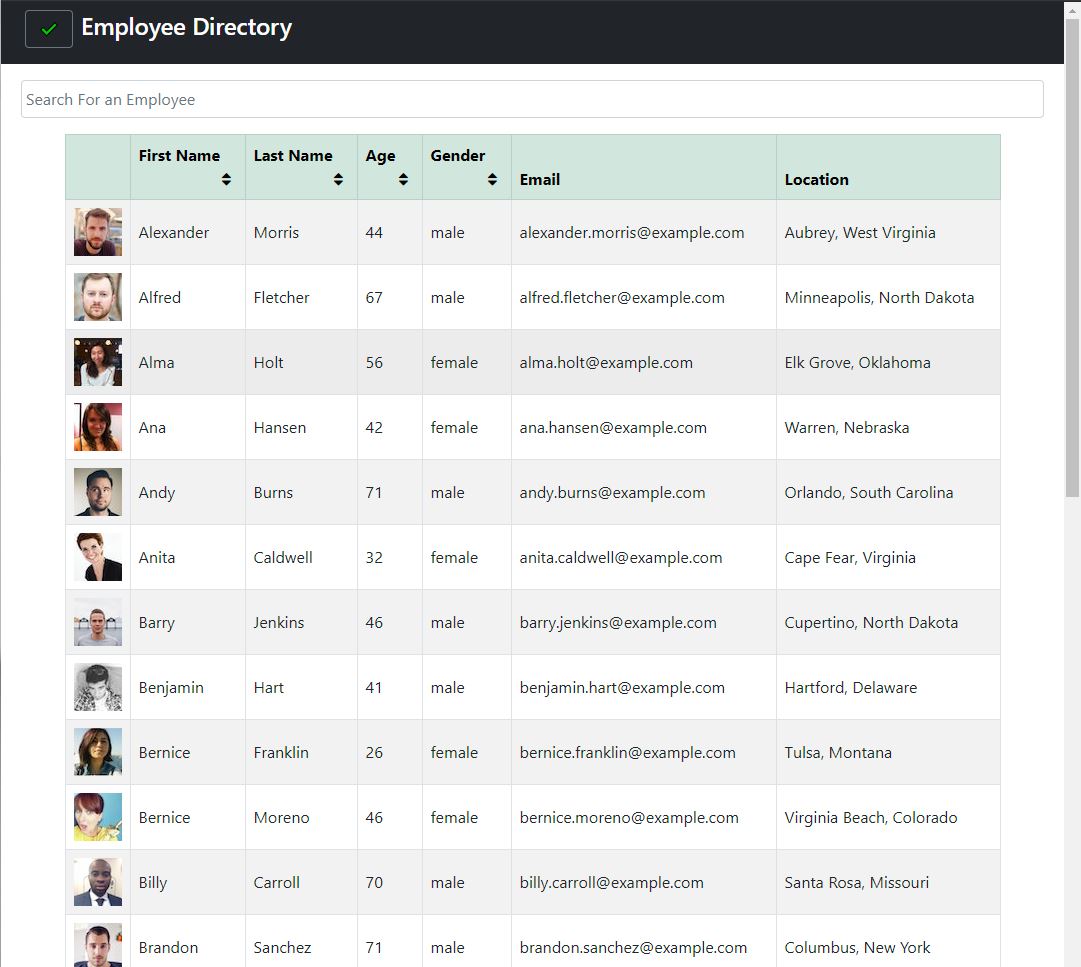 Employee Directory
Search For an Employee
First Name Last Name Age Gender Email Location
Alexander Morris 44 male alexander.morris@example.com Aubrey, West Virginia
Alfred Fletcher 67 male alfred.fletcher@example.com Minneapolis, North Dakota
Alma Holt 56 female alma.holt@example.com Elk Grove, Oklahoma
Ana Hansen 42 female ana.hansen@example.com Warren, Nebraska
Andy Burns 71 male andy.burns@example.com Orlando, South Carolina
Anita Caldwell 32 female anita.caldwell@example.com Cape Fear, Virginia
Barry Jenkins 46 male barry.jenkins@example.com Cupertino, North Dakota
Benjamin Hart 41 male benjamin.hart@example.com Hartford, Delaware
Bernice Franklin 26 female bernice.franklin@example.com Tulsa, Montana
Bernice Moreno 46 female bernice.moreno@example.com Virginia Beach, Colorado
Billy Carroll 70 male billy.carroll@example.com Santa Rosa, Missouri
Brandon Sanchez 71 male brandon.sanchez@example.com Columbus, New York